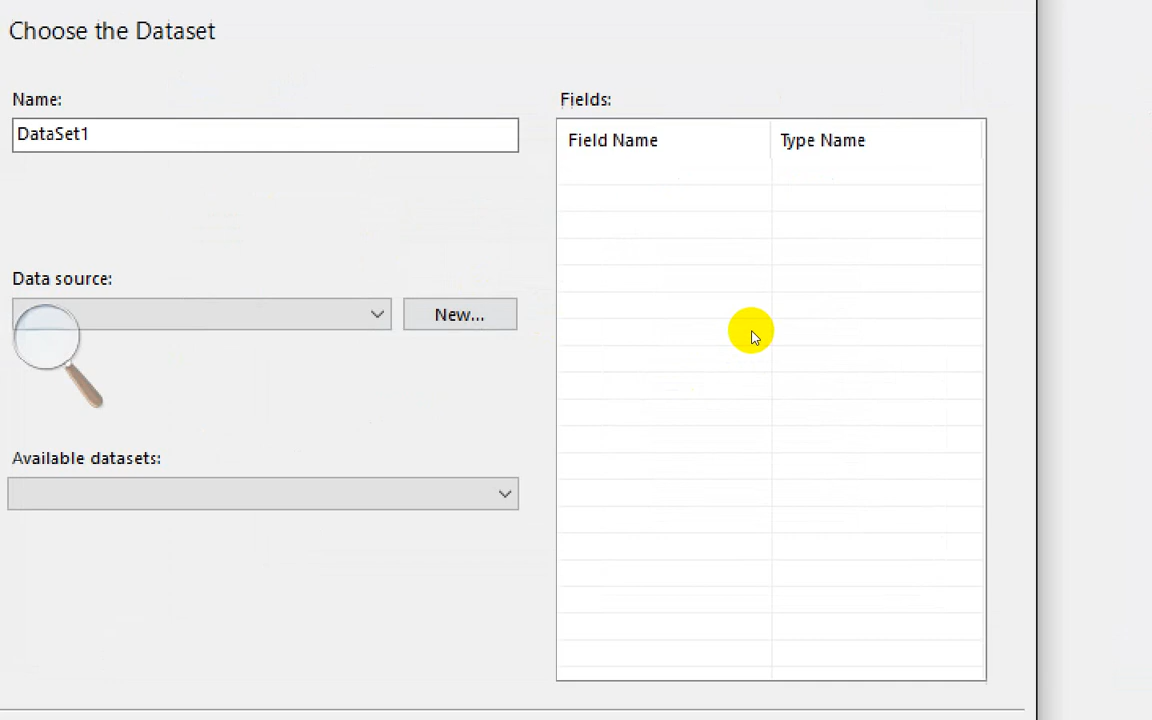 Choose the Dataset
Name:
DataSet1
Data source:
New...
Available datasets:
Fields:
Field Name
Type Name